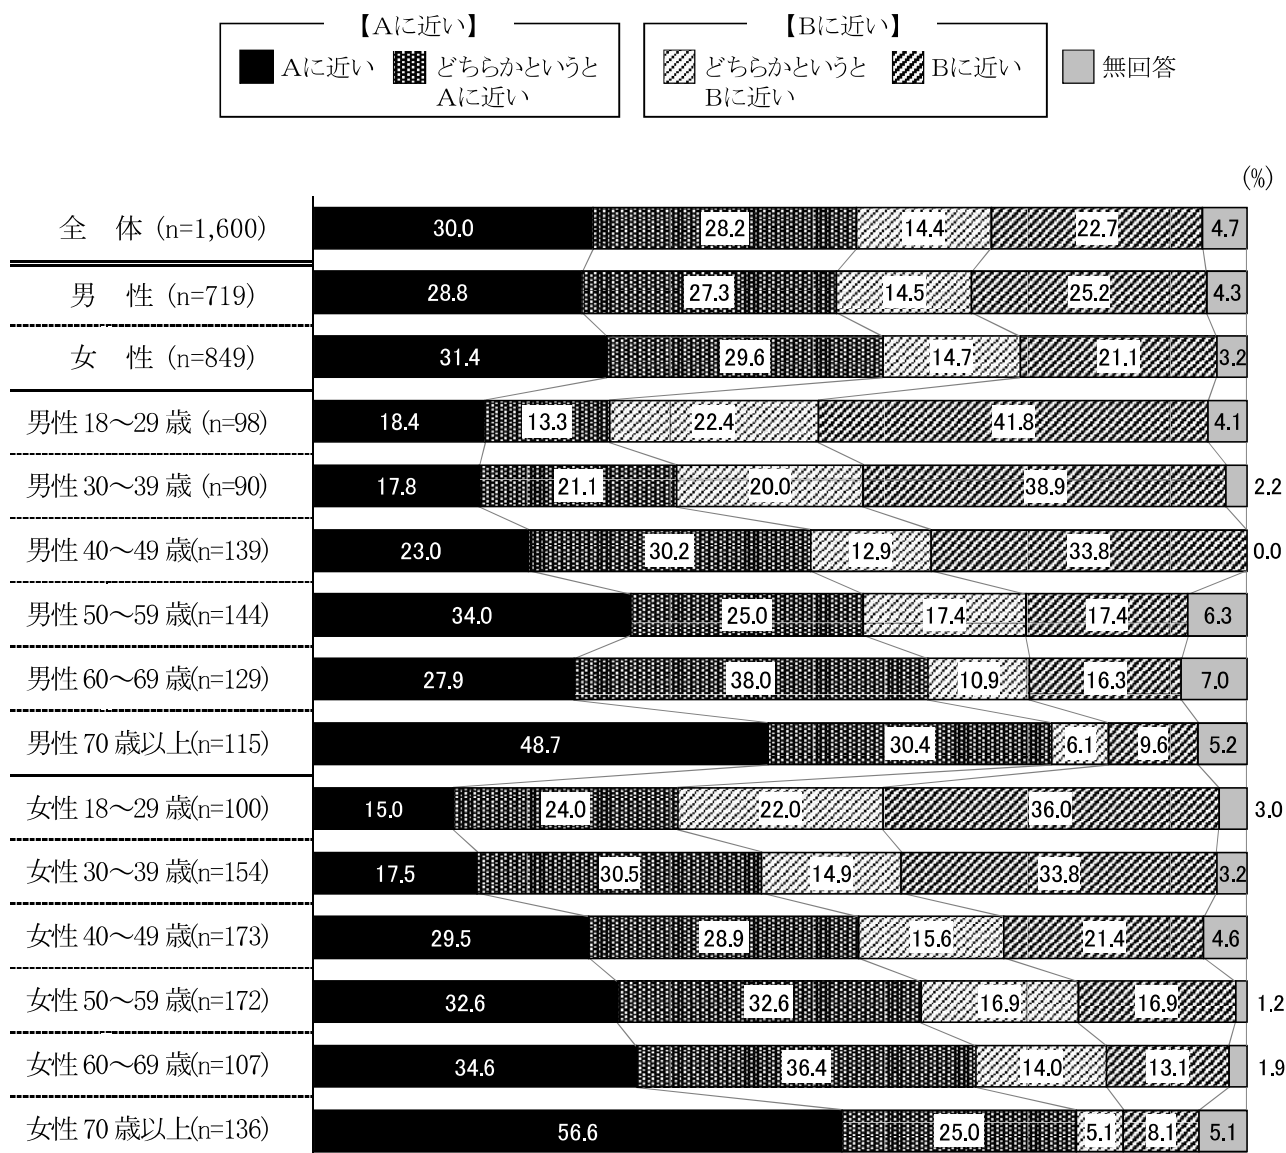 【Aに近い】
【Bに近い】
Aに近い どちらかというと どちらかというと Bに近い 無回答
Aに近い Bに近い
(%)
全 体 (n=1,600) 30.0 28.2 14.4 22.7 4.7
男 性 (n=719) 28.8 27.3 14.5 25.2 4.3
女 性 (n=849) 31.4 29.6 14.7 21.1 3.2
男性 18～29 歳 (n=98) 18.4 13.3 22.4 41.8 4.1
男性 30～39 歳 (n=90) 17.8 21.1 20.0 38.9 2.2
男性 40～49 歳(n=139) 23.0 30.2 12.9 33.8 0.0
男性 50～59 歳(n=144) 34.0 25.0 17.4 17.4 6.3
男性 60～69 歳(n=129) 27.9 38.0 10.9 16.3 7.0
男性 70 歳以上(n=115) 48.7 30.4 6.1 9.6 5.2
女性 18～29 歳(n=100) 15.0 24.0 22.0 36.0 3.0
女性 30～39 歳(n=154) 17.5 30.5 14.9 33.8 3.2
女性 40～49 歳(n=173) 29.5 28.9 15.6 21.4 4.6
女性 50～59 歳(n=172) 32.6 32.6 16.9 16.9 1.2
女性 60～69 歳(n=107) 34.6 36.4 14.0 13.1 1.9
女性 70 歳以上(n=136) 56.6 25.0 5.1 8.1 5.1